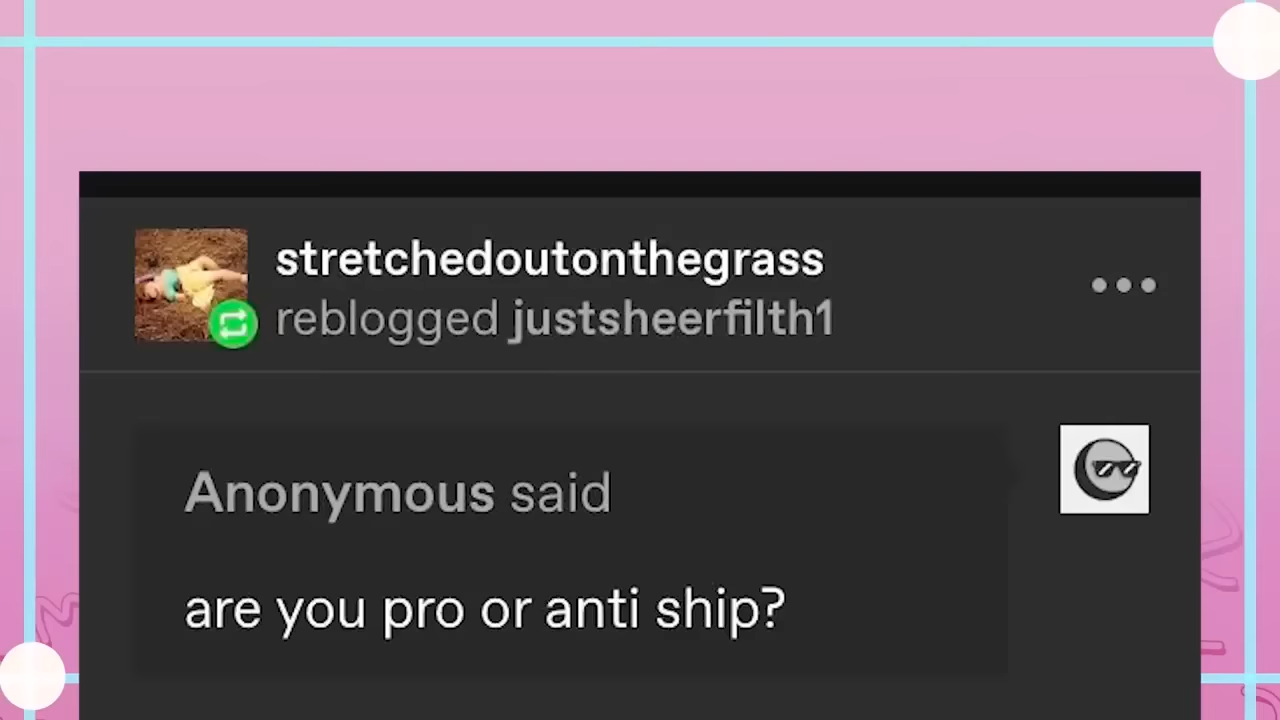 stretchedoutonthegrass
reblogged justsheerfilth1
Anonymous said
are you pro or anti ship?